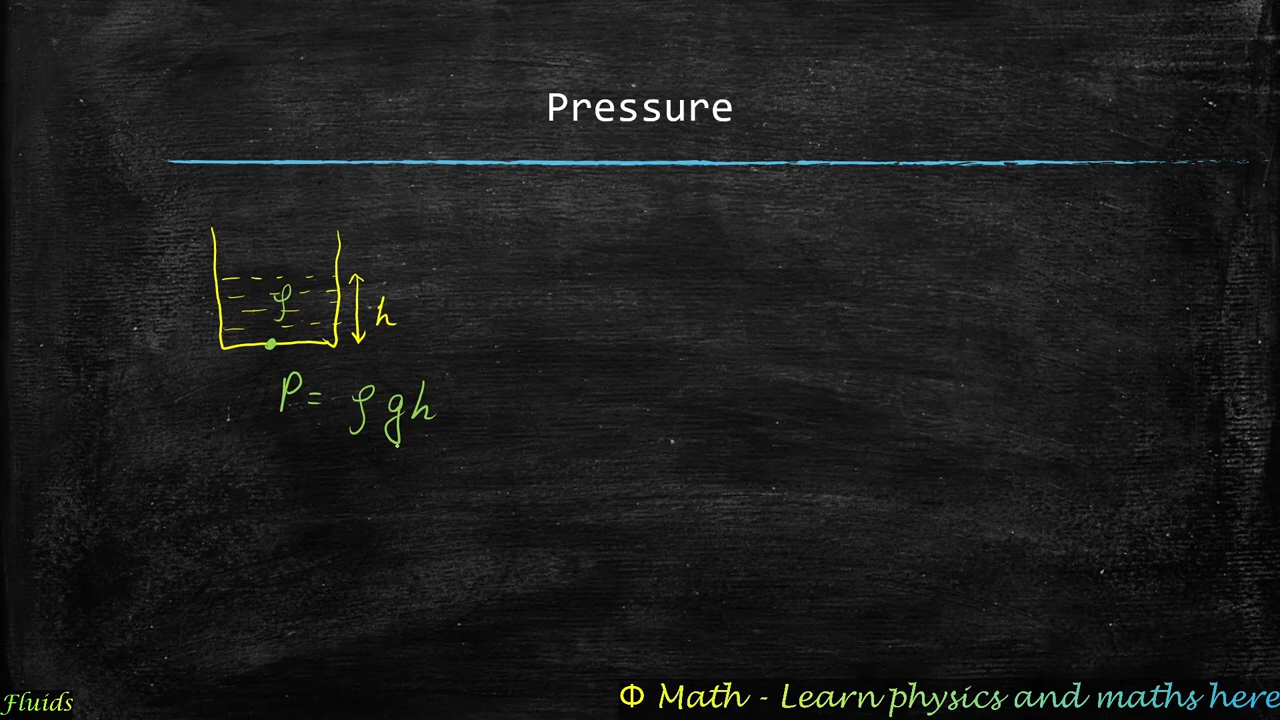 Pressure
ρ
h
P = ρgh
Fluids
Φ Math - Learn physics and maths here